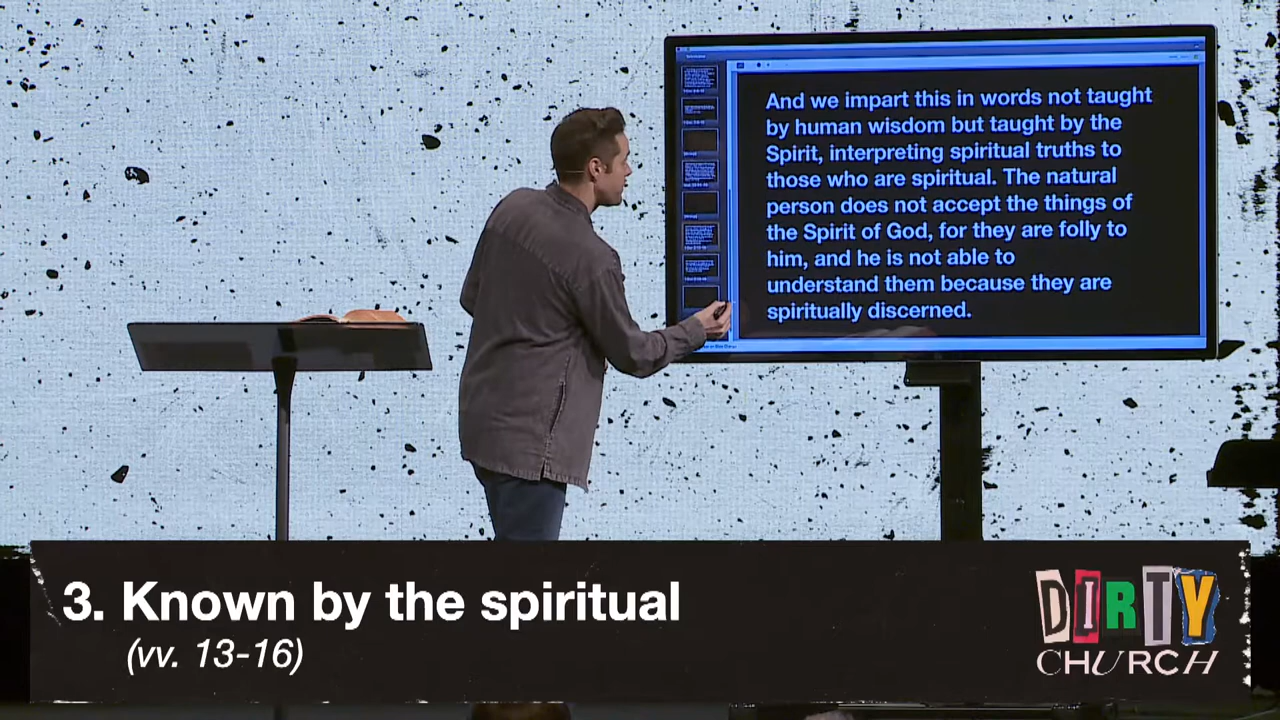 And we impart this in words not taught
by human wisdom but taught by the
Spirit, interpreting spiritual truths to
those who are spiritual. The natural
person does not accept the things of
the Spirit of God, for they are folly to
him, and he is not able to
understand them because they are
spiritually discerned.
3. Known by the spiritual
(vv. 13-16)
DIRTY
CHURCH